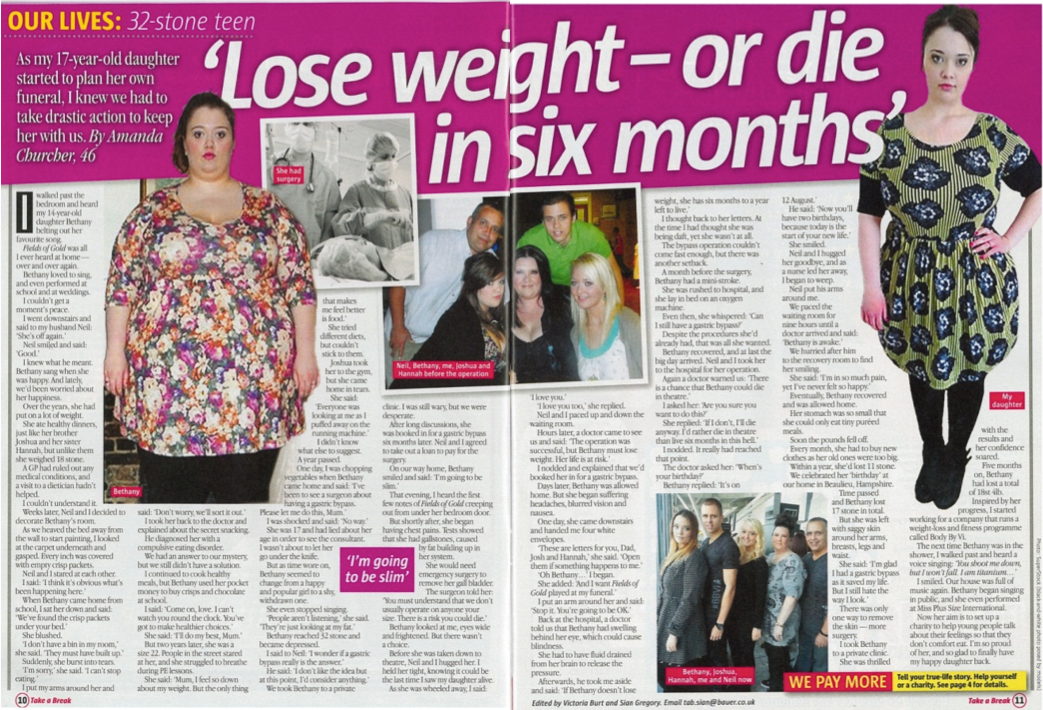 OUR LIVES: 32-stone teen
As my 17-year-old daughter
started to plan her own
funeral, I knew we had to
take drastic action to keep
her with us. By Amanda
Churcher, 46
'Lose weight – or die
in six months'
She had
surgery
Neil, Bethany, me, Joshua and
Hannah before the operation
Bethany
My
daughter
I walked past the
bedroom and heard
my 14-year-old
daughter Bethany
belting out her
favourite song.
Fields of Gold was all
I ever heard at home —
over and over again.
Bethany loved to sing,
and even performed at
school and at weddings.
I couldn't get a
moment's peace.
I went downstairs and
said to my husband Neil:
'She's off again.'
Neil smiled and said:
'Good.'
I knew what he meant.
Bethany sang when she
was happy. And lately,
we'd been worried about
her happiness.
Over the years, she had
put on a lot of weight.
She ate healthy dinners,
just like her brother
Joshua and her sister
Hannah, but unlike them
she weighed 18 stone.
A GP had ruled out any
medical conditions, and
a visit to a dietician hadn't
helped.
I couldn't understand it.
Weeks later, Neil and I decided to
decorate Bethany's room.
As we heaved the bed away from
the wall to start painting, I looked
at the carpet underneath and
gasped. Every inch was covered
with empty crisp packets.
Neil and I stared at each other.
I said: 'I think it's obvious what's
been happening here.'
When Bethany came home from
school, I sat her down and said:
'We've found the crisp packets
under your bed.'
She blushed.
'I don't have a bin in my room,'
she said. 'They must have built up.'
Suddenly, she burst into tears.
'I'm sorry,' she said. 'I can't stop
eating.'
I put my arms around her and
said: 'Don't worry, we'll sort it out.'
I took her back to the doctor and
explained about the secret snacking.
He diagnosed her with a
compulsive eating disorder.
We had an answer to our mystery,
but we still didn't have a solution.
I continued to cook healthy
meals, but Bethany used her pocket
money to buy crisps and chocolate
at school.
I said: 'Come on, love. I can't
watch you round the clock. You've
got to make healthier choices.'
She said: 'I'll do my best, Mum.'
But two years later, she was a
size 22. People in the street stared
at her, and she struggled to breathe
during PE lessons.
She said: 'Mum, I feel so down
about my weight. But the only thing
that makes
me feel better
is food.'
She tried
different diets,
but couldn't
stick to them.
Joshua took
her to the gym,
but she came
home in tears.
She said:
'Everyone was
looking at me as I
puffed away on the
running machine.'
I didn't know
what else to suggest.
A year passed.
One day, I was chopping
vegetables when Bethany
came home and said: 'I've
been to see a surgeon about
having a gastric bypass.
Please let me do this, Mum.'
I was shocked and said: 'No way.'
She was 17 and had lied about her
age in order to see the consultant.
I wasn't about to let her
go under the knife.
But as time wore on,
Bethany seemed to
change from a happy
and popular girl to a shy,
withdrawn one.
She even stopped singing.
'People aren't listening,' she said.
'They're just looking at my fat.'
Bethany reached 32 stone and
became depressed.
I said to Neil: 'I wonder if a gastric
bypass really is the answer.'
He said: 'I don't like the idea but
at this point, I'd consider anything.'
We took Bethany to a private
clinic. I was still wary, but we were
desperate.
After long discussions, she
was booked in for a gastric bypass
six months later. Neil and I agreed
to take out a loan to pay for the
surgery.
On our way home, Bethany
smiled and said: 'I'm going to be
slim.'
That evening, I heard the first
few notes of Fields of Gold creeping
out from under her bedroom door.
But shortly after, she began
having chest pains. Tests showed
that she had gallstones, caused
by fat building up in
her system.
She would need
emergency surgery to
remove her gall bladder.
The surgeon told her:
'You must understand that we don't
usually operate on anyone your
size. There is a risk you could die.'
Bethany looked at me, eyes wide
and frightened. But there wasn't
a choice.
Before she was taken down to
theatre, Neil and I hugged her. I
held her tight, knowing it could be
the last time I saw my daughter alive.
As she was wheeled away, I said:
'I'm going
to be slim'
'I love you.'
'I love you too,' she replied.
Neil and I paced up and down the
waiting room.
Hours later, a doctor came to see
us and said: 'The operation was
successful, but Bethany must lose
weight. Her life is at risk.'
I nodded and explained that we'd
booked her in for gastric bypass.
Days later, Bethany was allowed
home. But she began suffering
headaches, blurred vision and
nausea.
One day, she came downstairs
and handed me four white
envelopes.
'These are letters for you, Dad,
Josh and Hannah,' she said. 'Open
them if something happens to me.'
'Oh Bethany…' I began.
She added: 'And I want Fields of
Gold played at my funeral.'
I put an arm around her and said:
'Stop it. You're going to be OK.'
Back at the hospital, a doctor
told us that Bethany had swelling
behind her eye, which could cause
blindness.
She had to have fluid drained
from her brain to release the
pressure.
Afterwards, he took me aside
and said: 'If Bethany doesn't lose
weight, she has six months to a year
left to live.'
I thought back to her letters. At
the time I had thought she was
being daft, yet she wasn't at all.
The bypass operation couldn't
come fast enough, but there was
another setback.
A month before the surgery,
Bethany had a mini-stroke.
She was rushed to hospital, and
she lay in bed on an oxygen
machine.
Even then, she whispered: 'Can
I still have a gastric bypass?'
Despite the procedures she'd
already had, that was all she wanted.
Bethany recovered, and at last the
big day arrived. Neil and I took her
to the hospital for her operation.
Again a doctor warned us: 'There
is a chance that Bethany could die
in theatre.'
I asked her: 'Are you sure you
want to do this?'
She replied: 'If I don't, I'll die
anyway. I'd rather die in theatre
than live six months in this hell.'
I nodded. It really had reached
that point.
The doctor asked her: 'When's
your birthday?'
Bethany replied: 'It's on
12 August.'
He said: 'Now you'll
have two birthdays,
because today is the
start of your new life.'
She smiled.
Neil and I hugged
her goodbye, and as
a nurse led her away,
I began to weep.
Neil put his arms
around me.
We paced the
waiting room for
nine hours until a
doctor arrived and said:
'Bethany is awake.'
We hurried after him
to the recovery room to find
her smiling.
She said: 'I'm in so much pain,
yet I've never felt so happy.'
Eventually, Bethany recovered
and was allowed home.
Her stomach was so small that
she could only eat tiny puréed
meals.
Soon the pounds fell off.
Every month, she had to buy new
clothes as her old ones were too big.
Within a year, she'd lost 11 stone.
We celebrated her 'birthday' at
our home in Beaulieu, Hampshire.
Time passed
and Bethany lost
17 stone in total.
But she was left
with saggy skin
around her arms,
breasts, legs and
waist.
She said: 'I'm glad
I had a gastric bypass
as it saved my life.
But I still hate the
way I look.'
There was only
one way to remove
the skin — more
surgery.
I took Bethany
to a private clinic.
She was thrilled
with the
results and
her confidence
soared.
Five months
on, Bethany
had lost a total
of 18st 4lb.
Inspired by her
progress, I started
working for a company that runs a
weight-loss and fitness programme
called Body By Vi.
The next time Bethany was in the
shower, I walked past and heard a
voice singing: 'You shoot me down,
but I won't fall. I am titanium…'
I smiled. Our house was full of
music again. Bethany began singing
in public, and she even performed
at Miss Plus Size International.
Now her aim is to set up a
charity to help young people talk
about their feelings so that they
don't comfort eat. I'm so proud
of her, and so glad to finally have
my happy daughter back.
Bethany, Joshua,
Hannah, me and Neil now
WE PAY MORE
Tell your true-life story. Help yourself
or a charity. See page 4 for details.
10 Take a Break
Edited by Victoria Burt and Sian Gregory. Email tab.sian@bauer.co.uk
Take a Break 11